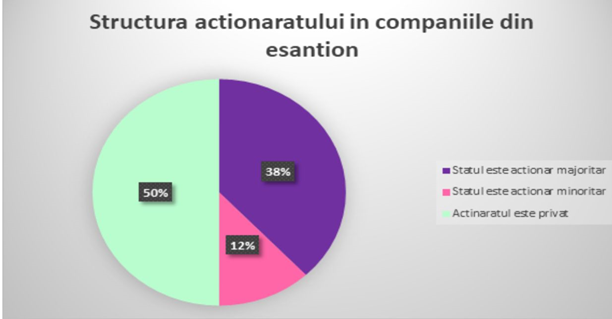 Structura actionaratului in companiile din
esantion
38%
50%
12%
Statul este actionar majoritar
Statul este actionar minoritar
Actinaratul este privat